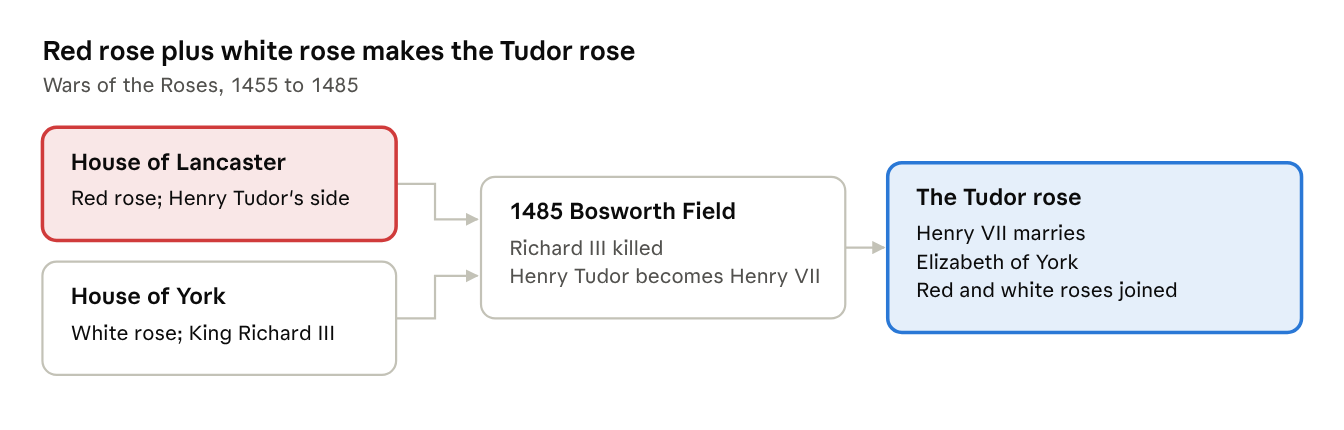 Red rose plus white rose makes the Tudor rose
Wars of the Roses, 1455 to 1485
House of Lancaster
Red rose; Henry Tudor's side
House of York
White rose; King Richard III
1485 Bosworth Field
Richard III killed
Henry Tudor becomes Henry VII
The Tudor rose
Henry VII marries
Elizabeth of York
Red and white roses joined